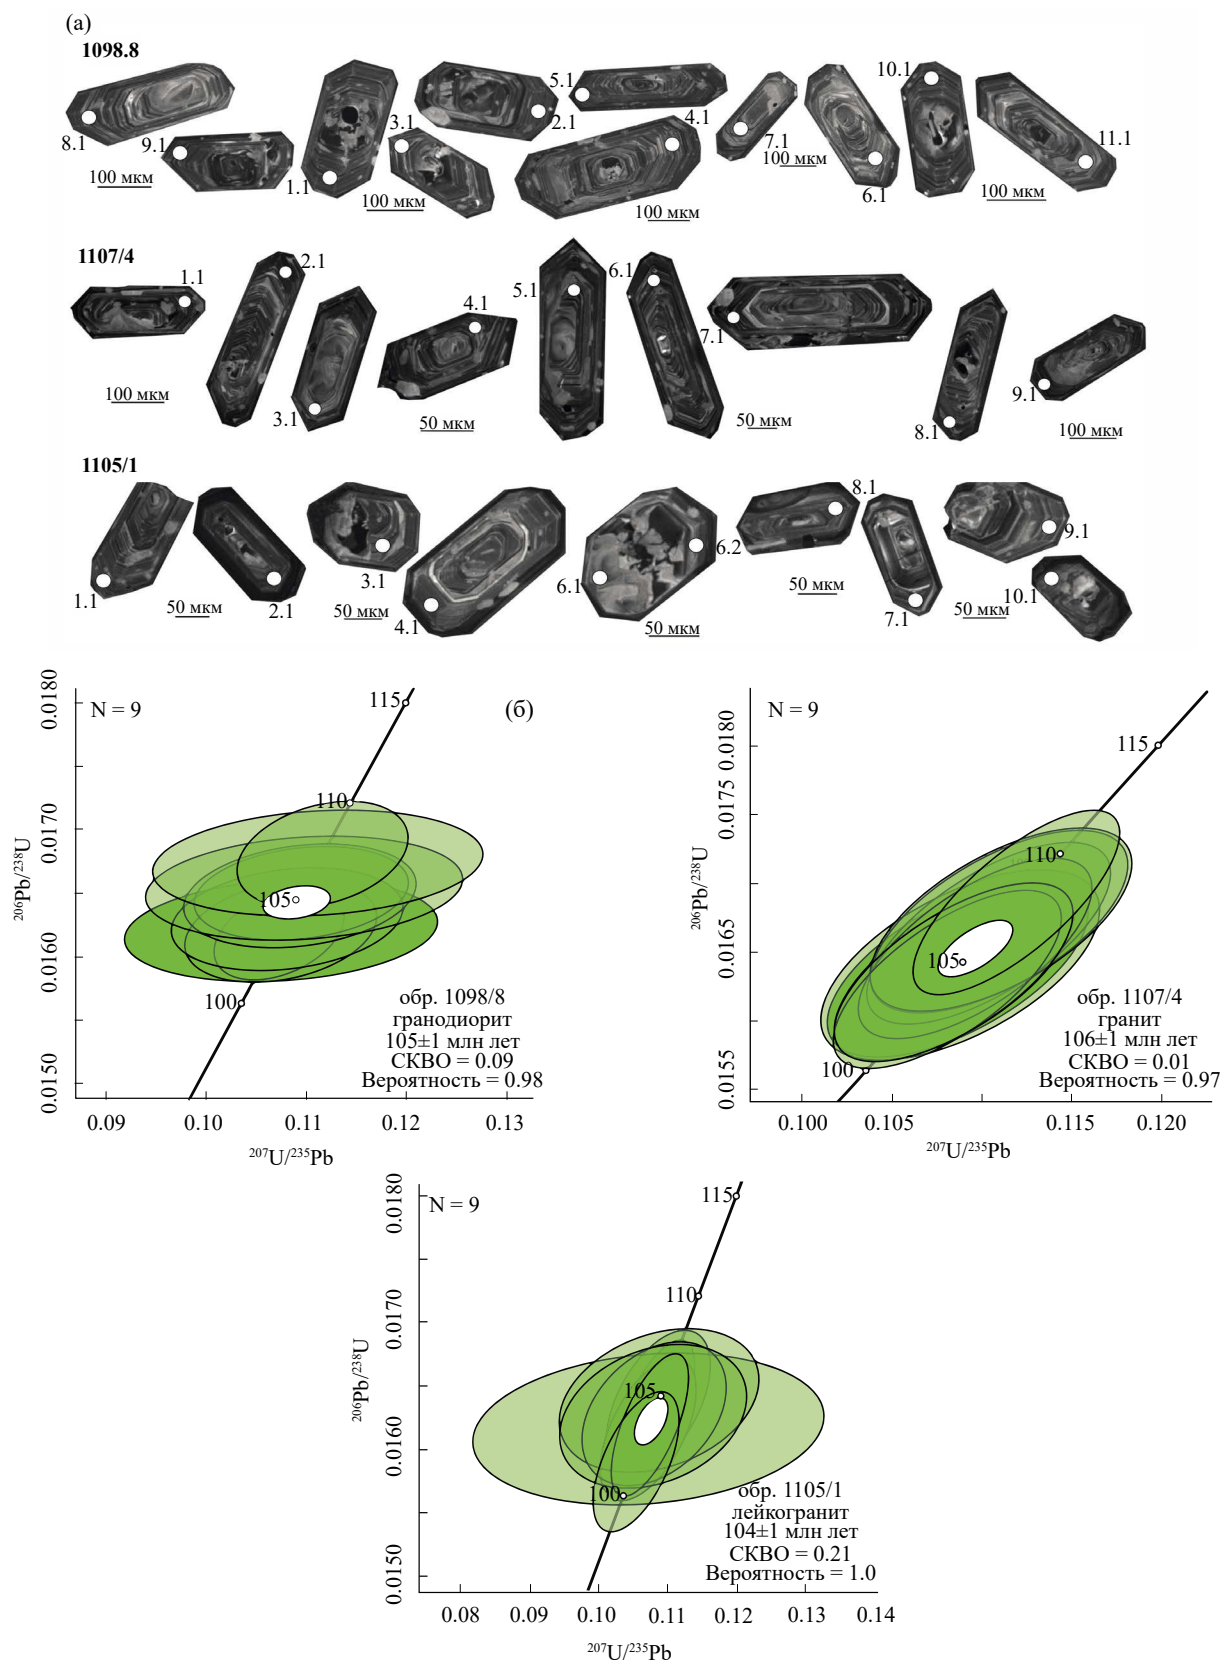 (а)
1098.8
8.1
9.1
100 мкм
1.1
3.1
100 мкм
2.1
5.1
4.1
100 мкм
7.1
100 мкм
6.1
10.1
11.1
100 мкм
1107/4
1.1
100 мкм
2.1
3.1
4.1
50 мкм
5.1
6.1
7.1
50 мкм
8.1
9.1
100 мкм
1105/1
1.1
50 мкм
2.1
3.1
50 мкм
4.1
6.1
6.2
50 мкм
8.1
50 мкм
7.1
9.1
50 мкм
10.1
(б)
N = 9
0.0180
0.0170
0.0160
0.0150
206Pb/238U
115
110
105
100
обр. 1098/8
гранодиорит
105±1 млн лет
СКВО = 0.09
Вероятность = 0.98
0.09 0.10 0.11 0.12 0.13
207U/235Pb
N = 9
0.0180
0.0175
0.0165
0.0155
206Pb/238U
115
110
105
100
обр. 1107/4
гранит
106±1 млн лет
СКВО = 0.01
Вероятность = 0.97
0.100 0.105 0.115 0.120
207U/235Pb
N = 9
0.0180
0.0170
0.0160
0.0150
206Pb/238U
115
110
105
100
обр. 1105/1
лейкогранит
104±1 млн лет
СКВО = 0.21
Вероятность = 1.0
0.08 0.09 0.10 0.11 0.12 0.13 0.14
207U/235Pb